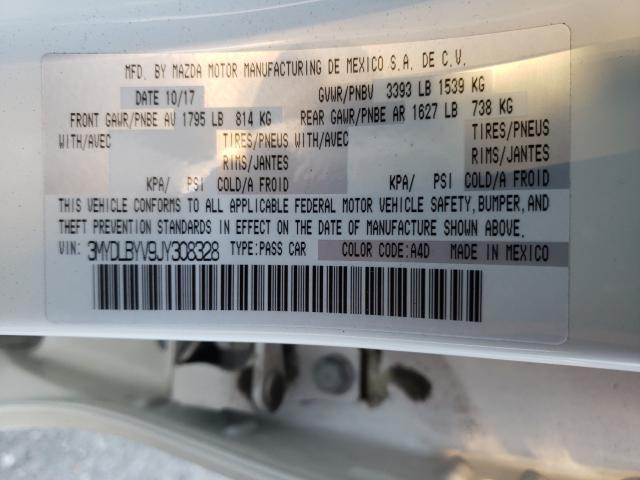 MFD. BY MAZDA MOTOR MANUFACTURING DE MEXICO S.A. DE C.V.
DATE 10/17 GVWR/PNBV 3393 LB 1539 KG
FRONT GAWR/PNBE AV 1795 LB 814 KG REAR GAWR/PNBE AR 1627 LB 738 KG
WITH/AVEC TIRES/PNEUS WITH/AVEC TIRES/PNEUS
RIMS/JANTES RIMS/JANTES
KPA/ PSI COLD/A FROID KPA/ PSI COLD/A FROID
THIS VEHICLE CONFORMS TO ALL APPLICABLE FEDERAL MOTOR VEHICLE SAFETY, BUMPER, AND
THEFT PREVENTION STANDARDS IN EFFECT ON THE DATE OF MANUFACTURE SHOWN ABOVE.
VIN: 3MYDLBYV9JY308328 TYPE:PASS CAR COLOR CODE:A4D MADE IN MEXICO